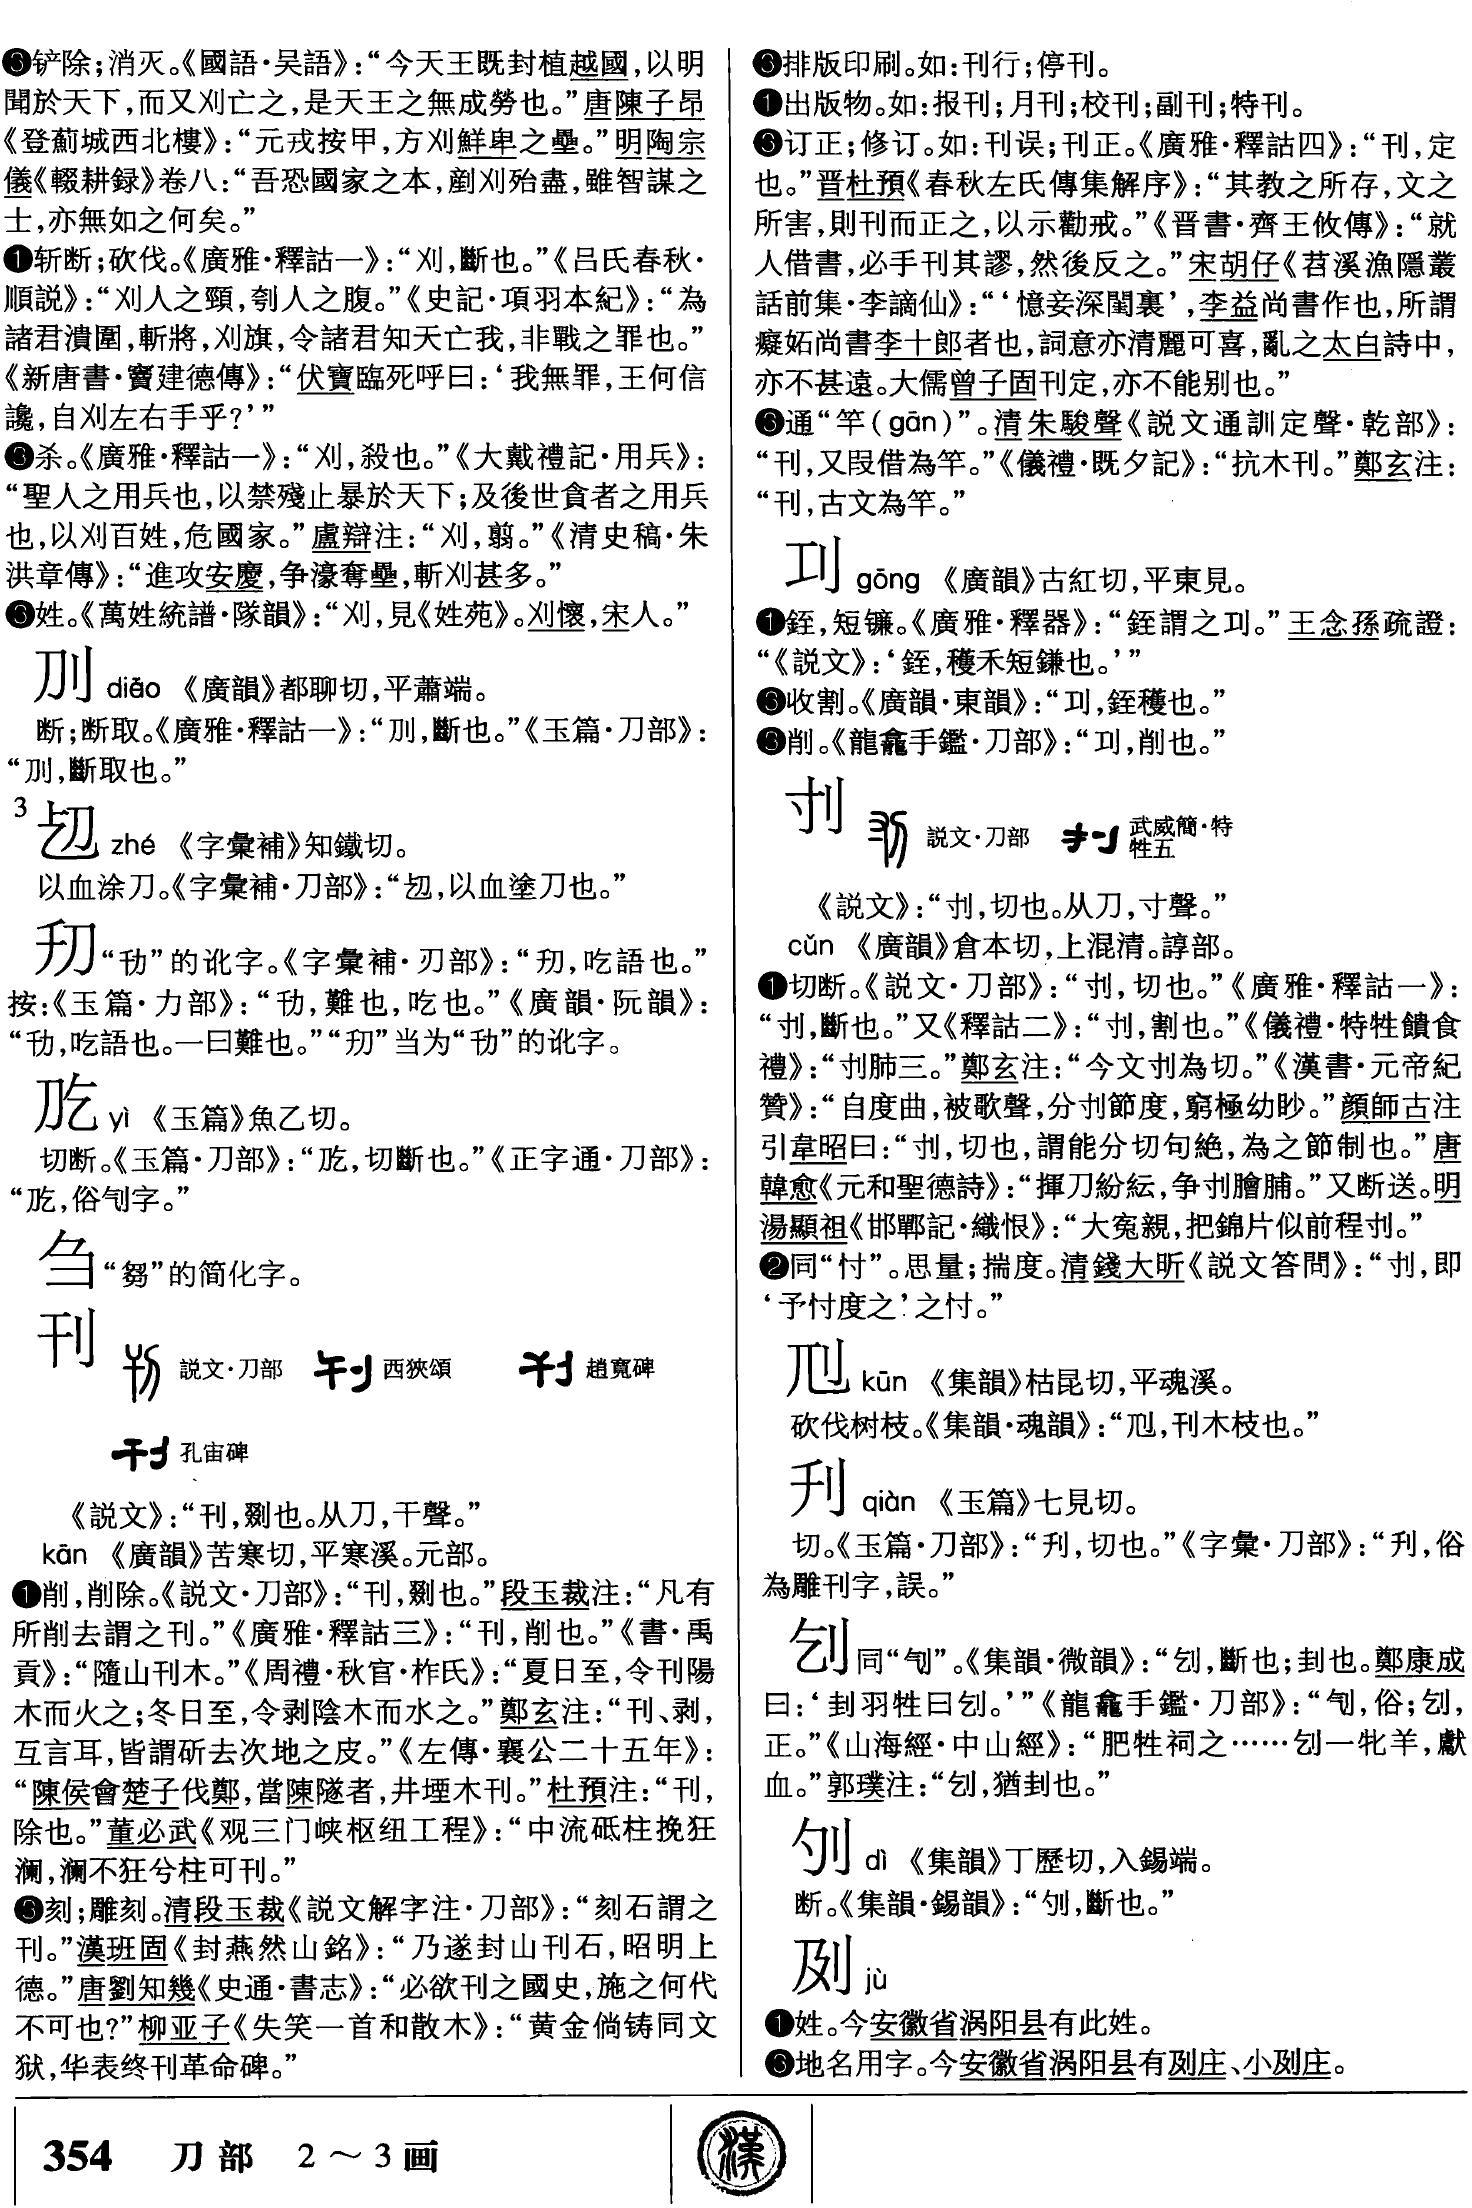 ❸铲除；消灭。《國語·吴語》：“今天王既封植越國，以明
聞於天下，而又刈亡之，是天王之無成勞也。”唐陳子昂
《登薊城西北樓》：“元戎按甲，方刈鮮卑之壘。”明陶宗
儀《輟耕録》卷八：“吾恐國家之本，剷刈殆盡，雖智謀之
士，亦無如之何矣。”
❶斩断；砍伐。《廣雅·釋詁一》：“刈，斷也。”《吕氏春秋·
順説》：“刈人之頸，刳人之腹。”《史記·項羽本紀》：“為
諸君潰圍，斬將，刈旗，令諸君知天亡我，非戰之罪也。”
《新唐書·竇建德傳》：“伏寶臨死呼曰：‘我無罪，王何信
讒，自刈左右手乎？’”
❸杀。《廣雅·釋詁一》：“刈，殺也。”《大戴禮記·用兵》：
“聖人之用兵也，以禁殘止暴於天下；及後世貪者之用兵
也，以刈百姓，危國家。”盧辯注：“刈，翦。”《清史稿·朱
洪章傳》：“進攻安慶，争濠奪壘，斬刈甚多。”
❸姓。《萬姓統譜·隊韻》：“刈，見《姓苑》。刈懷，宋人。”
刐 diāo 《廣韻》都聊切，平蕭端。
断；断取。《廣雅·釋詁一》：“刐，斷也。”《玉篇·刀部》：
“刐，斷取也。”
3
zhé 《字彙補》知鐵切。
以血涂刀。《字彙補·刀部》：“，以血塗刀也。”
“㔕”的讹字。《字彙補·刃部》：“，吃語也。”
按：《玉篇·力部》：“㔕，難也，吃也。”《廣韻·阮韻》：
“㔕，吃語也。一曰難也。”“”当为“㔕”的讹字。
yì 《玉篇》魚乙切。
切断。《玉篇·刀部》：“，切斷也。”《正字通·刀部》：
“，俗刉字。”
刍 “芻”的简化字。
刊 説文·刀部 西狹頌 趙寬碑
孔宙碑
《説文》：“刊，剟也。从刀，干聲。”
kān 《廣韻》苦寒切，平寒溪。元部。
❶削，削除。《説文·刀部》：“刊，剟也。”段玉裁注：“凡有
所削去謂之刊。”《廣雅·釋詁三》：“刊，削也。”《書·禹
貢》：“隨山刊木。”《周禮·秋官·柞氏》：“夏日至，令刊陽
木而火之；冬日至，令剥陰木而水之。”鄭玄注：“刊、剥，
互言耳，皆謂斫去次地之皮。”《左傳·襄公二十五年》：
“陳侯會楚子伐鄭，當陳隧者，井堙木刊。”杜預注：“刊，
除也。”董必武《观三门峡枢纽工程》：“中流砥柱挽狂
澜，澜不狂兮柱可刊。”
❸刻；雕刻。清段玉裁《説文解字注·刀部》：“刻石謂之
刊。”漢班固《封燕然山銘》：“乃遂封山刊石，昭明上
德。”唐劉知幾《史通·書志》：“必欲刊之國史，施之何代
不可也？”柳亚子《失笑一首和散木》：“黄金倘铸同文
狱，华表终刊革命碑。”
❸排版印刷。如：刊行；停刊。
❶出版物。如：报刊；月刊；校刊；副刊；特刊。
❸订正；修订。如：刊误；刊正。《廣雅·釋詁四》：“刊，定
也。”晋杜預《春秋左氏傳集解序》：“其教之所存，文之
所害，則刊而正之，以示勸戒。”《晋書·齊王攸傳》：“就
人借書，必手刊其謬，然後反之。”宋胡仔《苕溪漁隱叢
話前集·李謫仙》：“‘憶妾深閨裏’，李益尚書作也，所謂
癡妬尚書李十郎者也，詞意亦清麗可喜，亂之太白詩中，
亦不甚遠。大儒曾子固刊定，亦不能别也。”
❸通“竿（gān）”。清朱駿聲《説文通訓定聲·乾部》：
“刊，又叚借為竿。”《儀禮·既夕記》：“抗木刊。”鄭玄注：
“刊，古文為竿。”
㓚 gōng 《廣韻》古紅切，平東見。
❶銍，短镰。《廣雅·釋器》：“銍謂之㓚。”王念孫疏證：
“《説文》：‘銍，穫禾短鎌也。’”
❸收割。《廣韻·東韻》：“㓚，銍穫也。”
❸削。《龍龕手鑑·刀部》：“㓚，削也。”
刌 説文·刀部 武威簡·特
牲五
《説文》：“刌，切也。从刀，寸聲。”
cǔn 《廣韻》倉本切，上混清。諄部。
❶切断。《説文·刀部》：“刌，切也。”《廣雅·釋詁一》：
“刌，斷也。”又《釋詁二》：“刌，割也。”《儀禮·特牲饋食
禮》：“刌肺三。”鄭玄注：“今文刌為切。”《漢書·元帝紀
贊》：“自度曲，被歌聲，分刌節度，窮極幼眇。”顔師古注
引韋昭曰：“刌，切也，謂能分切句絶，為之節制也。”唐
韓愈《元和聖德詩》：“揮刀紛紜，争刌膾脯。”又断送。明
湯顯祖《邯鄲記·織恨》：“大寃親，把錦片似前程刌。”
❷同“忖”。思量；揣度。清錢大昕《説文答問》：“刌，即
‘予忖度之’之忖。”
kūn 《集韻》枯昆切，平魂溪。
砍伐树枝。《集韻·魂韻》：“，刊木枝也。”
刋 qiàn 《玉篇》七見切。
切。《玉篇·刀部》：“刋，切也。”《字彙·刀部》：“刋，俗
為雕刊字，誤。”
刏 同“刉”。《集韻·微韻》：“刏，斷也；刲也。鄭康成
曰：‘刲羽牲曰刏。’”《龍龕手鑑·刀部》：“刉，俗；刏，
正。”《山海經·中山經》：“肥牲祠之……刏一牝羊，獻
血。”郭璞注：“刏，猶刲也。”
dì 《集韻》丁歷切，入錫端。
断。《集韻·錫韻》：“，斷也。”
jù
❶姓。今安徽省涡阳县有此姓。
❸地名用字。今安徽省涡阳县有庄、小庄。
354 刀部 2～3画
漢